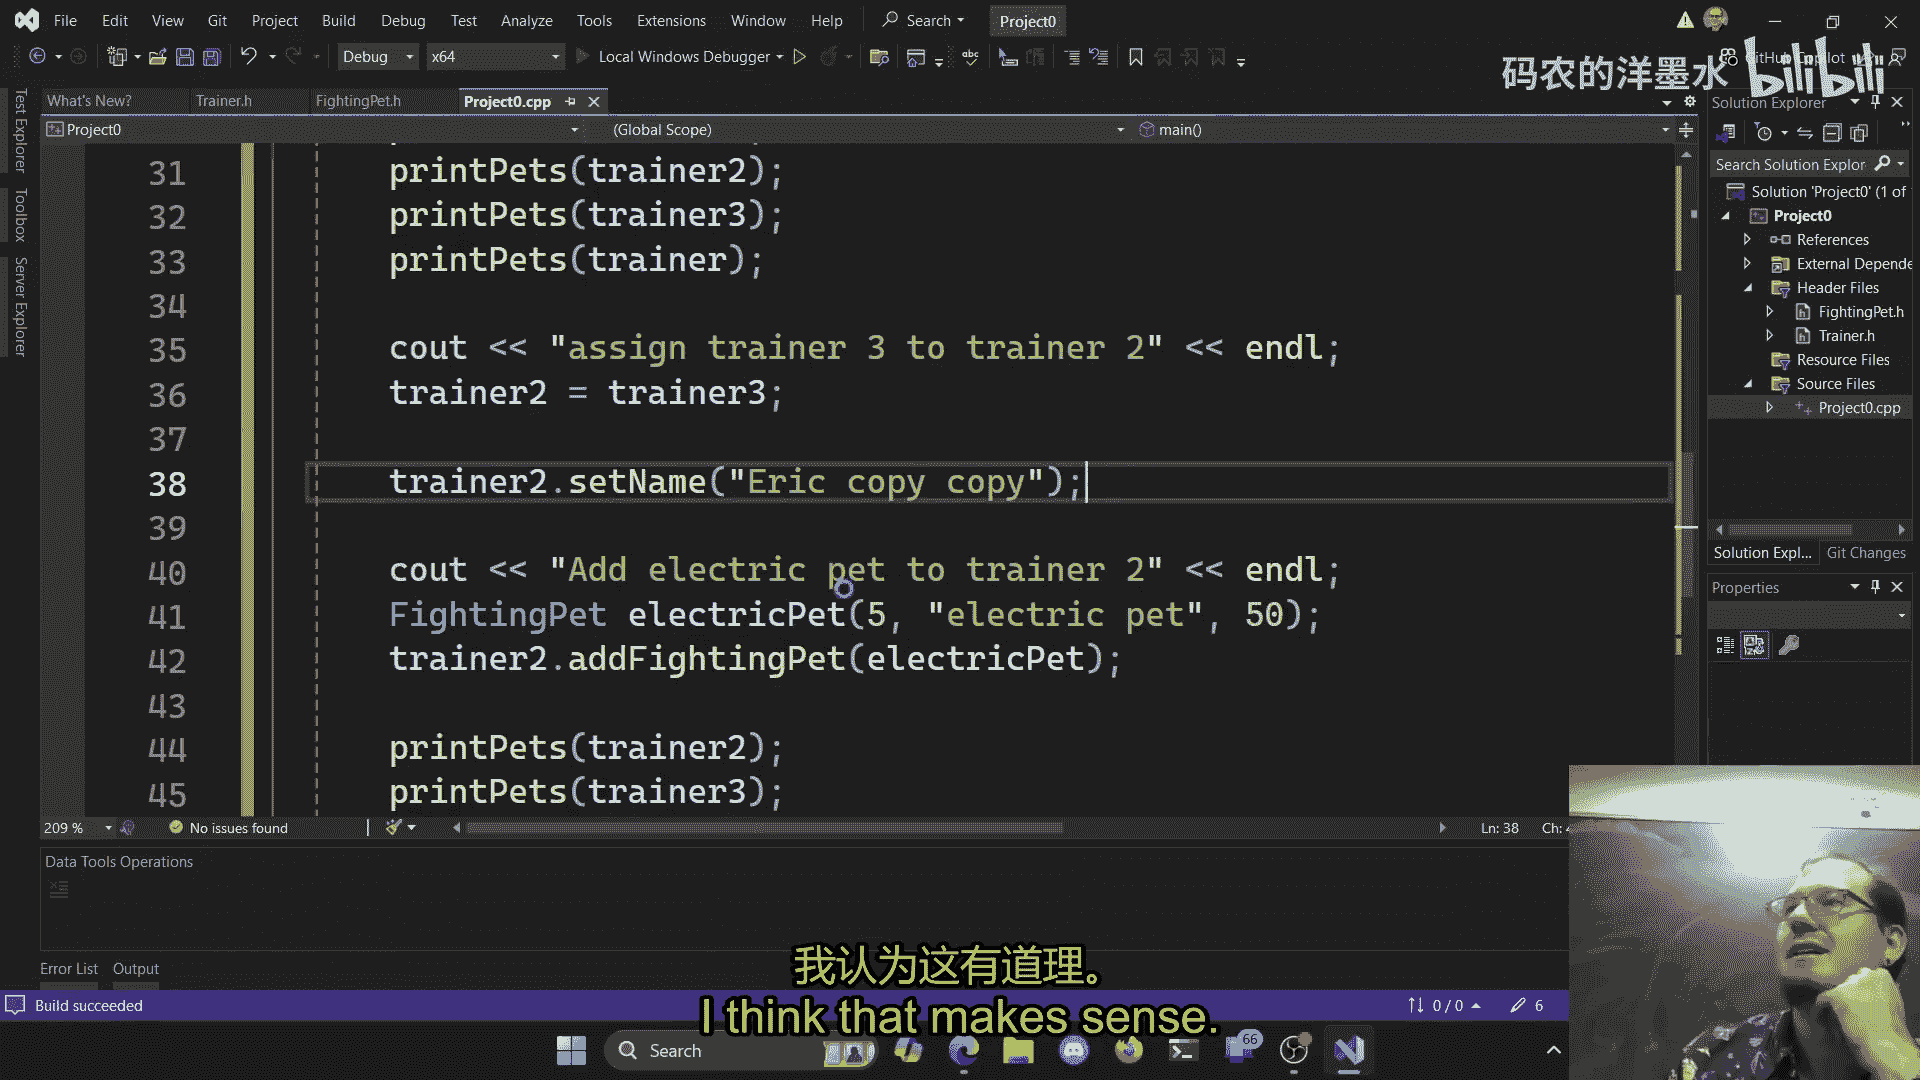 File Edit View Git Project Build Debug Test Analyze Tools Extensions Window Help Search Project0
Debug x64 Local Windows Debugger
码农的洋墨水 bilibili
What's New? Trainer.h FightingPet.h Project0.cpp
Project0 (Global Scope) main()
Test Explorer
Toolbox
Server Explorer
31 printPets(trainer2);
32 printPets(trainer3);
33 printPets(trainer);
34
35 cout << "assign trainer 3 to trainer 2" << endl;
36 trainer2 = trainer3;
37
38 trainer2.setName("Eric copy copy");
39
40 cout << "Add electric pet to trainer 2" << endl;
41 FightingPet electricPet(5, "electric pet", 50);
42 trainer2.addFightingPet(electricPet);
43
44 printPets(trainer2);
45 printPets(trainer3);
209 % No issues found Ln: 38 Ch:
Solution Explorer
Search Solution Explor
Solution 'Project0' (1 of
Project0
References
External Depende
Header Files
FightingPet.h
Trainer.h
Resource Files
Source Files
Project0.cpp
Solution Expl... Git Changes
Properties
Data Tools Operations
Error List Output
Build succeeded 0 / 0 6
我认为这有道理。
I think that makes sense.
Search 66